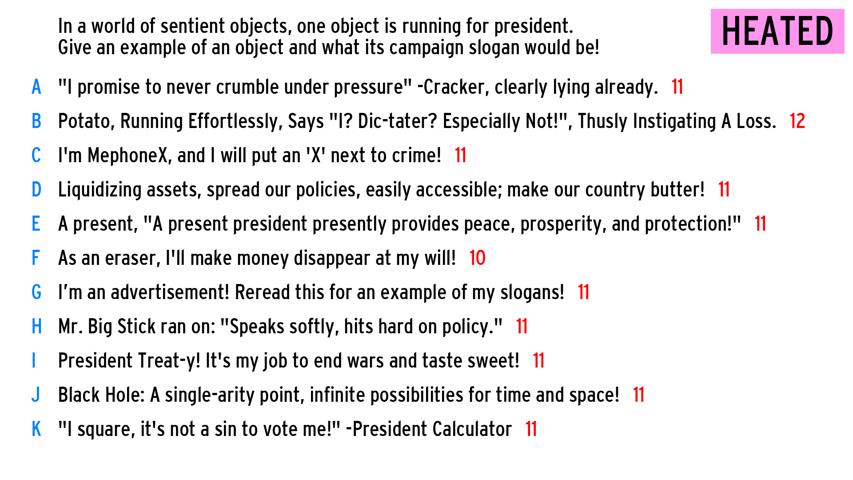 In a world of sentient objects, one object is running for president.
Give an example of an object and what its campaign slogan would be!
HEATED
A "I promise to never crumble under pressure" -Cracker, clearly lying already. 11
B Potato, Running Effortlessly, Says "I? Dic-tater? Especially Not!", Thusly Instigating A Loss. 12
C I'm MephoneX, and I will put an 'X' next to crime! 11
D Liquidizing assets, spread our policies, easily accessible; make our country butter! 11
E A present, "A present president presently provides peace, prosperity, and protection!" 11
F As an eraser, I'll make money disappear at my will! 10
G I’m an advertisement! Reread this for an example of my slogans! 11
H Mr. Big Stick ran on: "Speaks softly, hits hard on policy." 11
I President Treat-y! It's my job to end wars and taste sweet! 11
J Black Hole: A single-arity point, infinite possibilities for time and space! 11
K "I square, it's not a sin to vote me!" -President Calculator 11